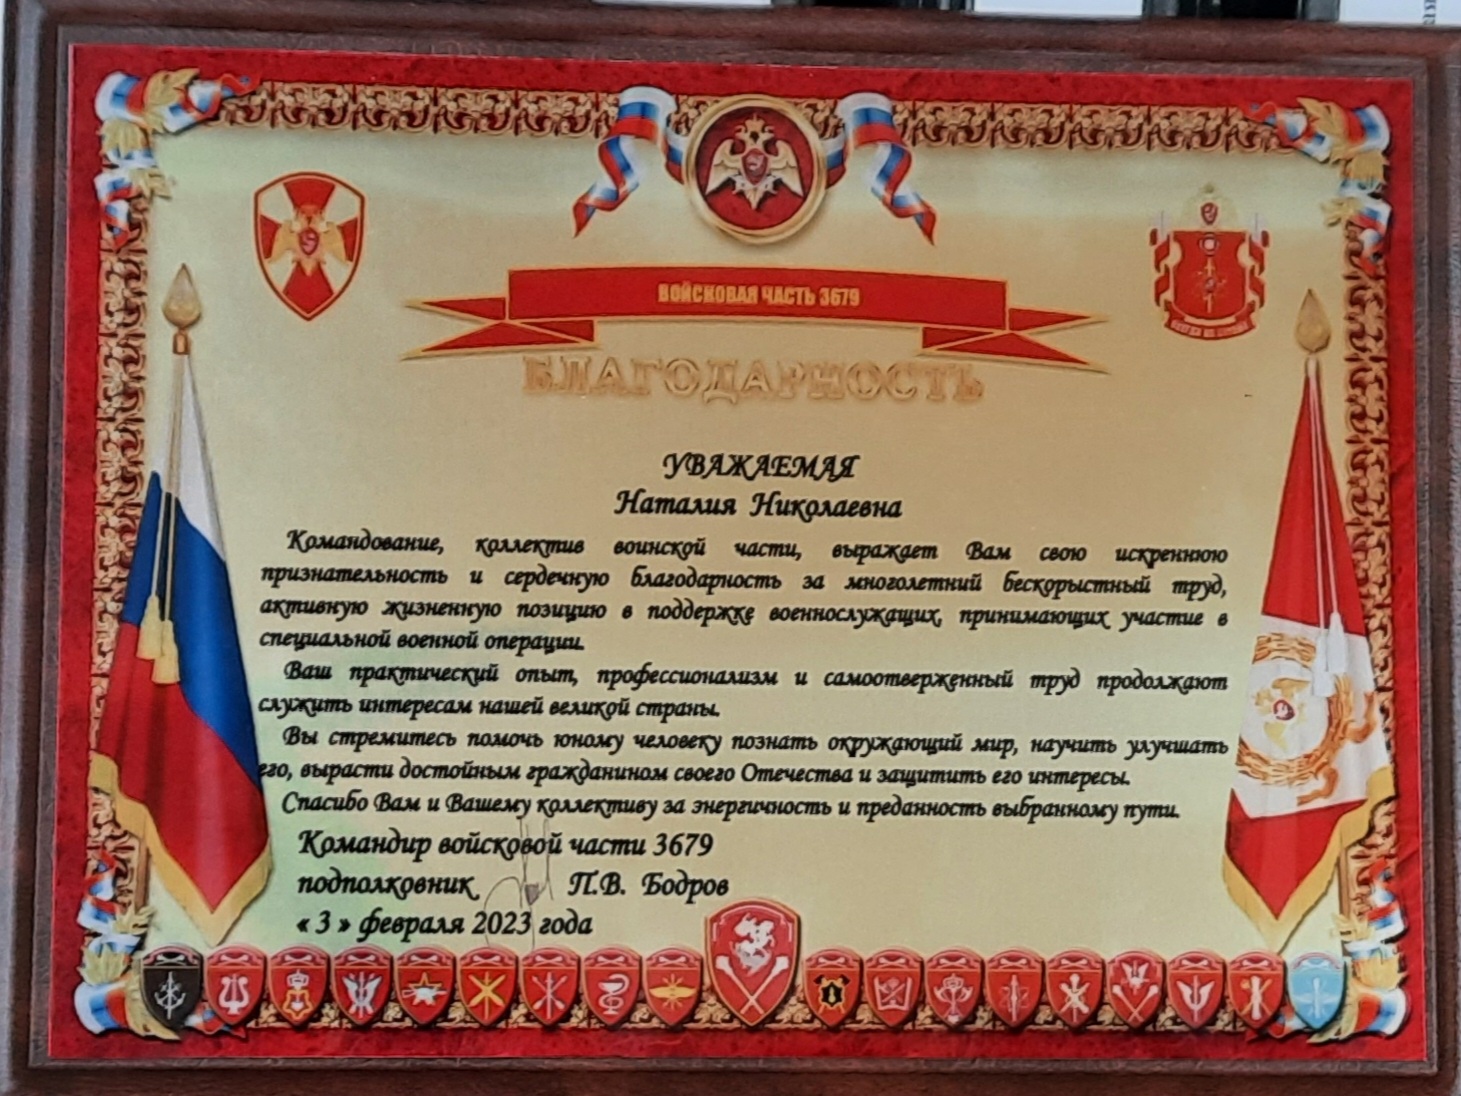 ВОЙСКОВАЯ ЧАСТЬ 3679
БЛАГОДАРНОСТЬ
УВАЖАЕМАЯ
Наталия Николаевна
Командование, коллектив воинской части, выражает Вам свою искреннюю
признательность и сердечную благодарность за многолетний бескорыстный труд,
активную жизненную позицию в поддержке военнослужащих, принимающих участие в
специальной военной операции.
Ваш практический опыт, профессионализм и самоотверженный труд продолжают
служить интересам нашей великой страны.
Вы стремитесь помочь юному человеку познать окружающий мир, научить улучшать
его, вырасти достойным гражданином своего Отечества и защитить его интересы.
Спасибо Вам и Вашему коллективу за энергичность и преданность выбранному пути.
Командир войсковой части 3679
подполковник П.В. Бодров
« 3 » февраля 2023 года